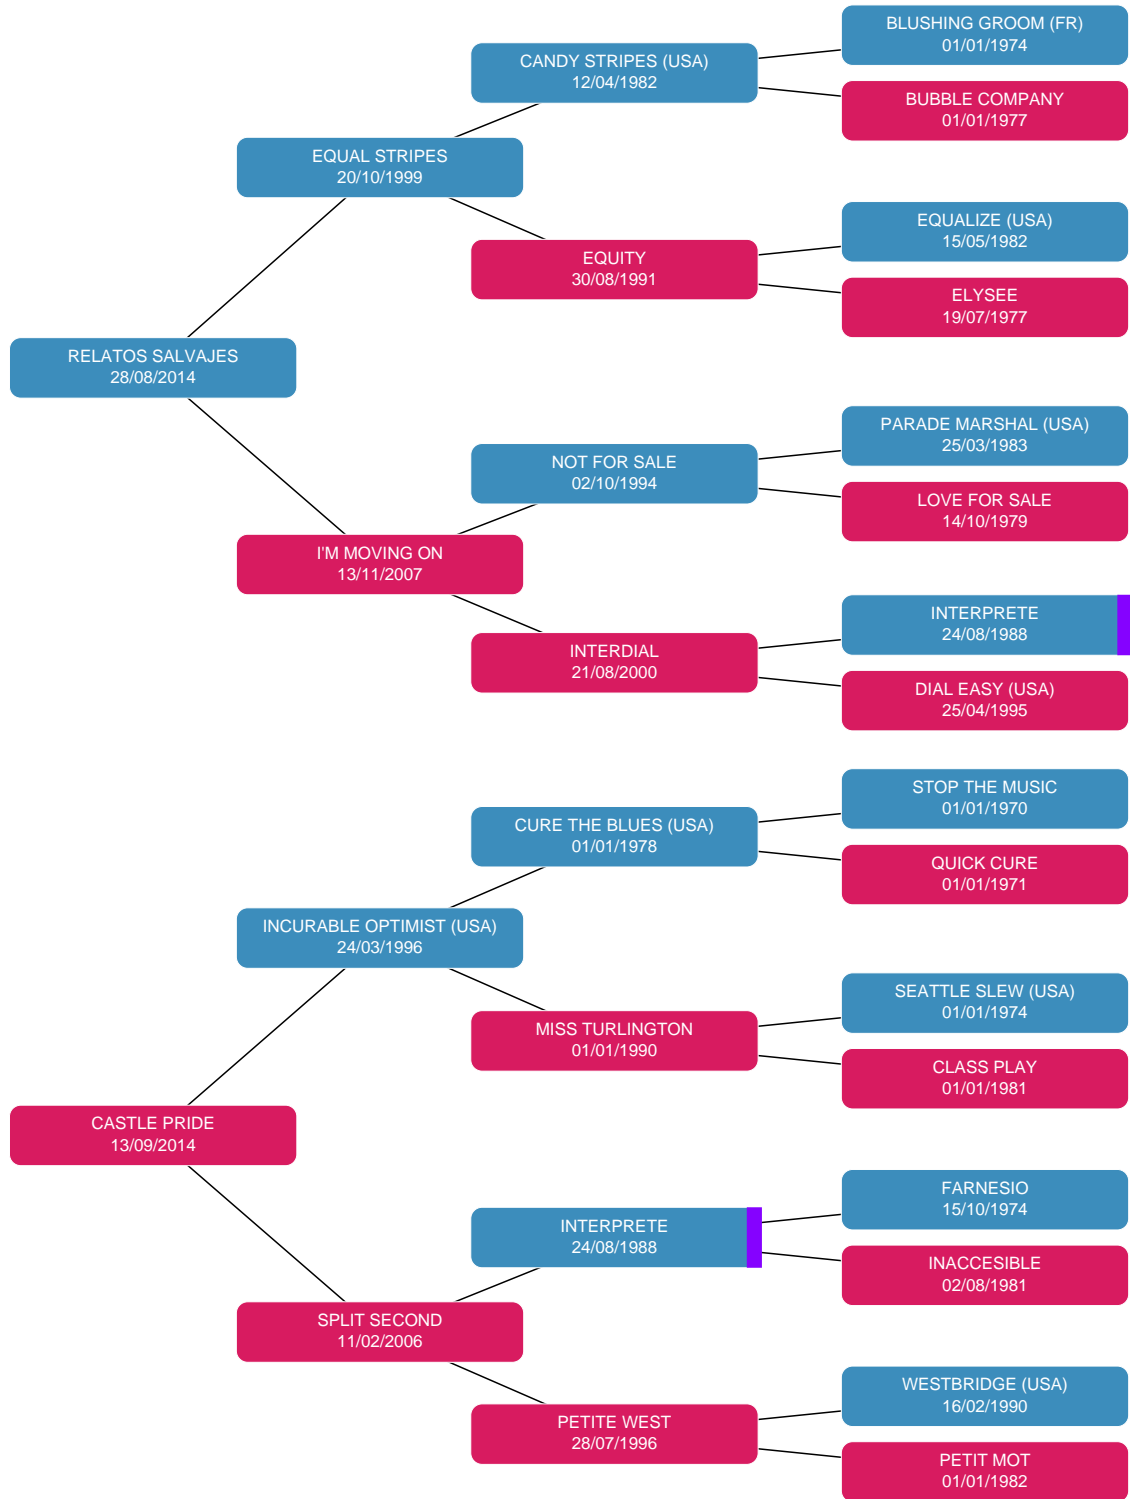 BLUSHING GROOM (FR)
01/01/1974
CANDY STRIPES (USA)
12/04/1982
BUBBLE COMPANY
01/01/1977
EQUAL STRIPES
20/10/1999
EQUALIZE (USA)
15/05/1982
EQUITY
30/08/1991
ELYSEE
19/07/1977
RELATOS SALVAJES
28/08/2014
PARADE MARSHAL (USA)
25/03/1983
NOT FOR SALE
02/10/1994
LOVE FOR SALE
14/10/1979
I'M MOVING ON
13/11/2007
INTERPRETE
24/08/1988
INTERDIAL
21/08/2000
DIAL EASY (USA)
25/04/1995
STOP THE MUSIC
01/01/1970
CURE THE BLUES (USA)
01/01/1978
QUICK CURE
01/01/1971
INCURABLE OPTIMIST (USA)
24/03/1996
SEATTLE SLEW (USA)
01/01/1974
MISS TURLINGTON
01/01/1990
CLASS PLAY
01/01/1981
CASTLE PRIDE
13/09/2014
FARNESIO
15/10/1974
INTERPRETE
24/08/1988
INACCESIBLE
02/08/1981
SPLIT SECOND
11/02/2006
WESTBRIDGE (USA)
16/02/1990
PETITE WEST
28/07/1996
PETIT MOT
01/01/1982